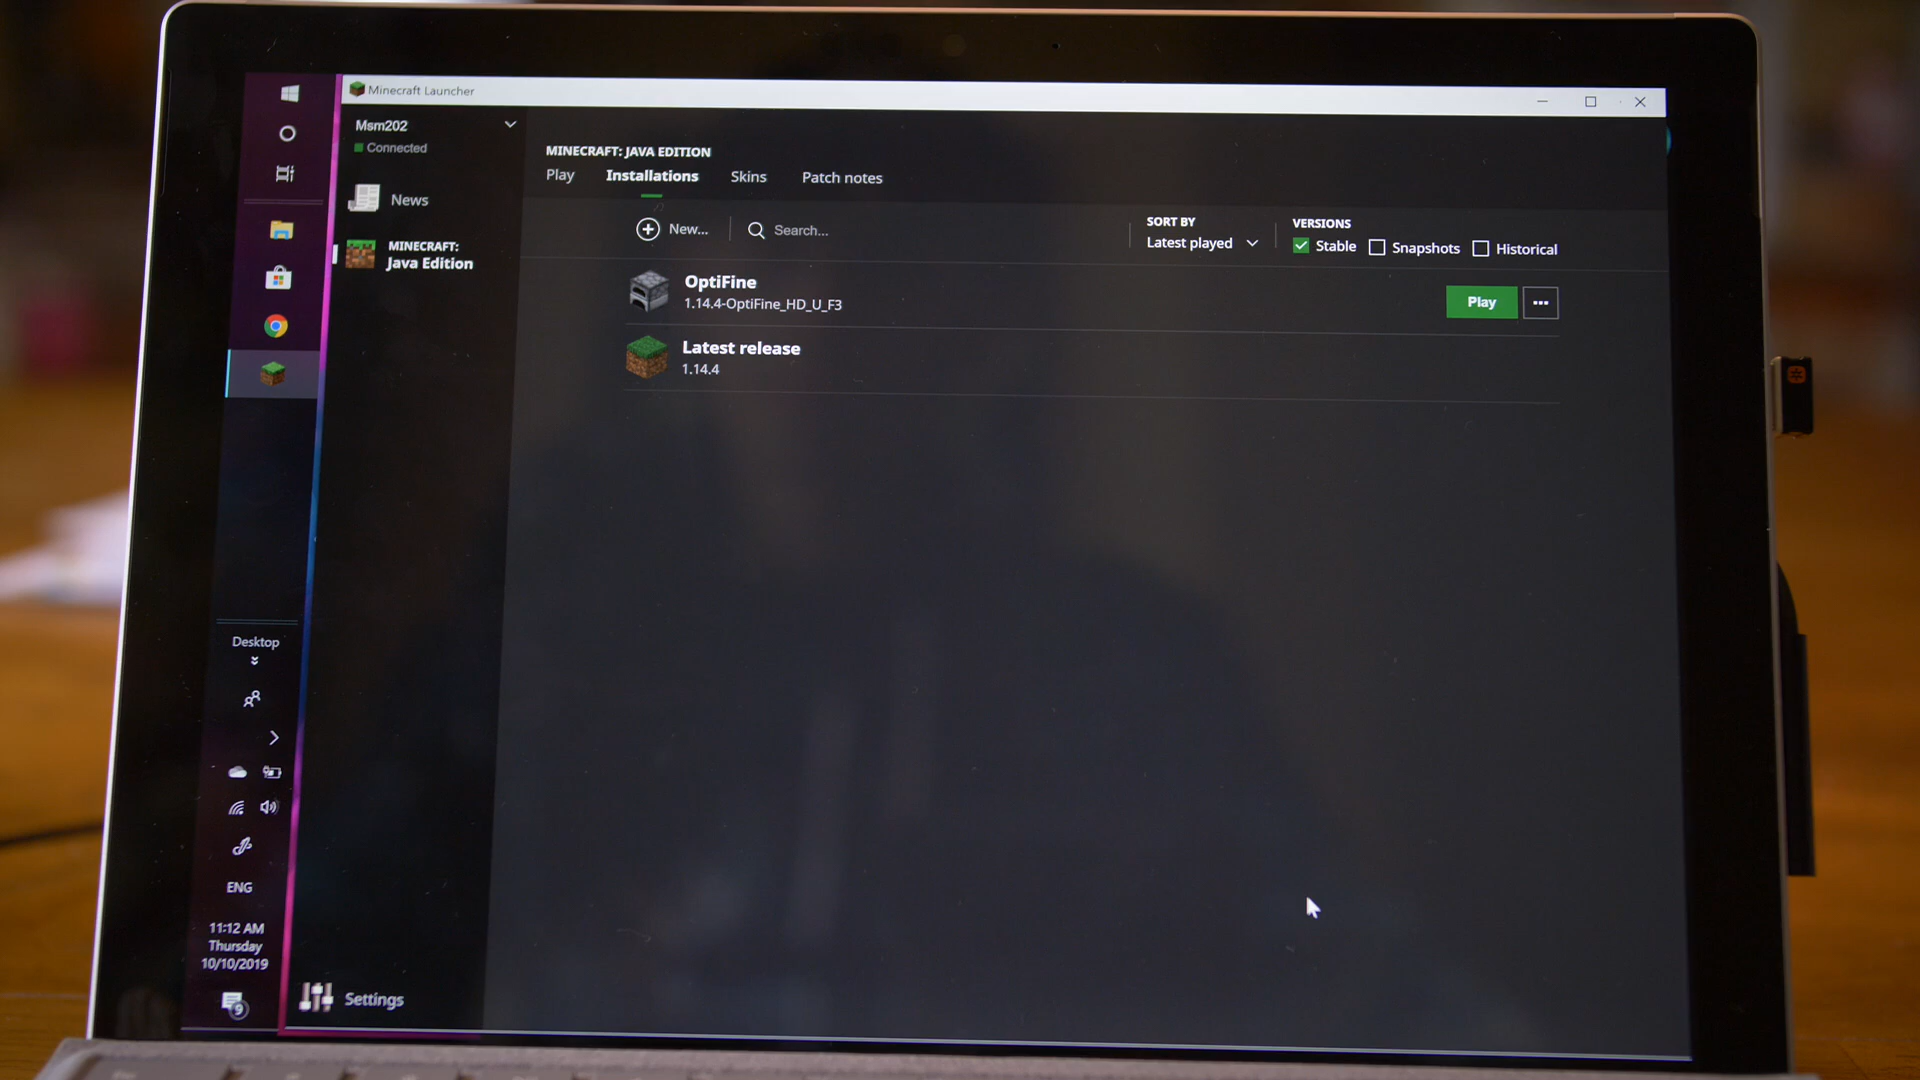 Minecraft Launcher
Msm202
Connected
News
MINECRAFT:
Java Edition
MINECRAFT: JAVA EDITION
Play Installations Skins Patch notes
New... Search...
SORT BY
Latest played
VERSIONS
Stable Snapshots Historical
OptiFine
1.14.4-OptiFine_HD_U_F3
Play
Latest release
1.14.4
Desktop
ENG
11:12 AM
Thursday
10/10/2019
9
Settings